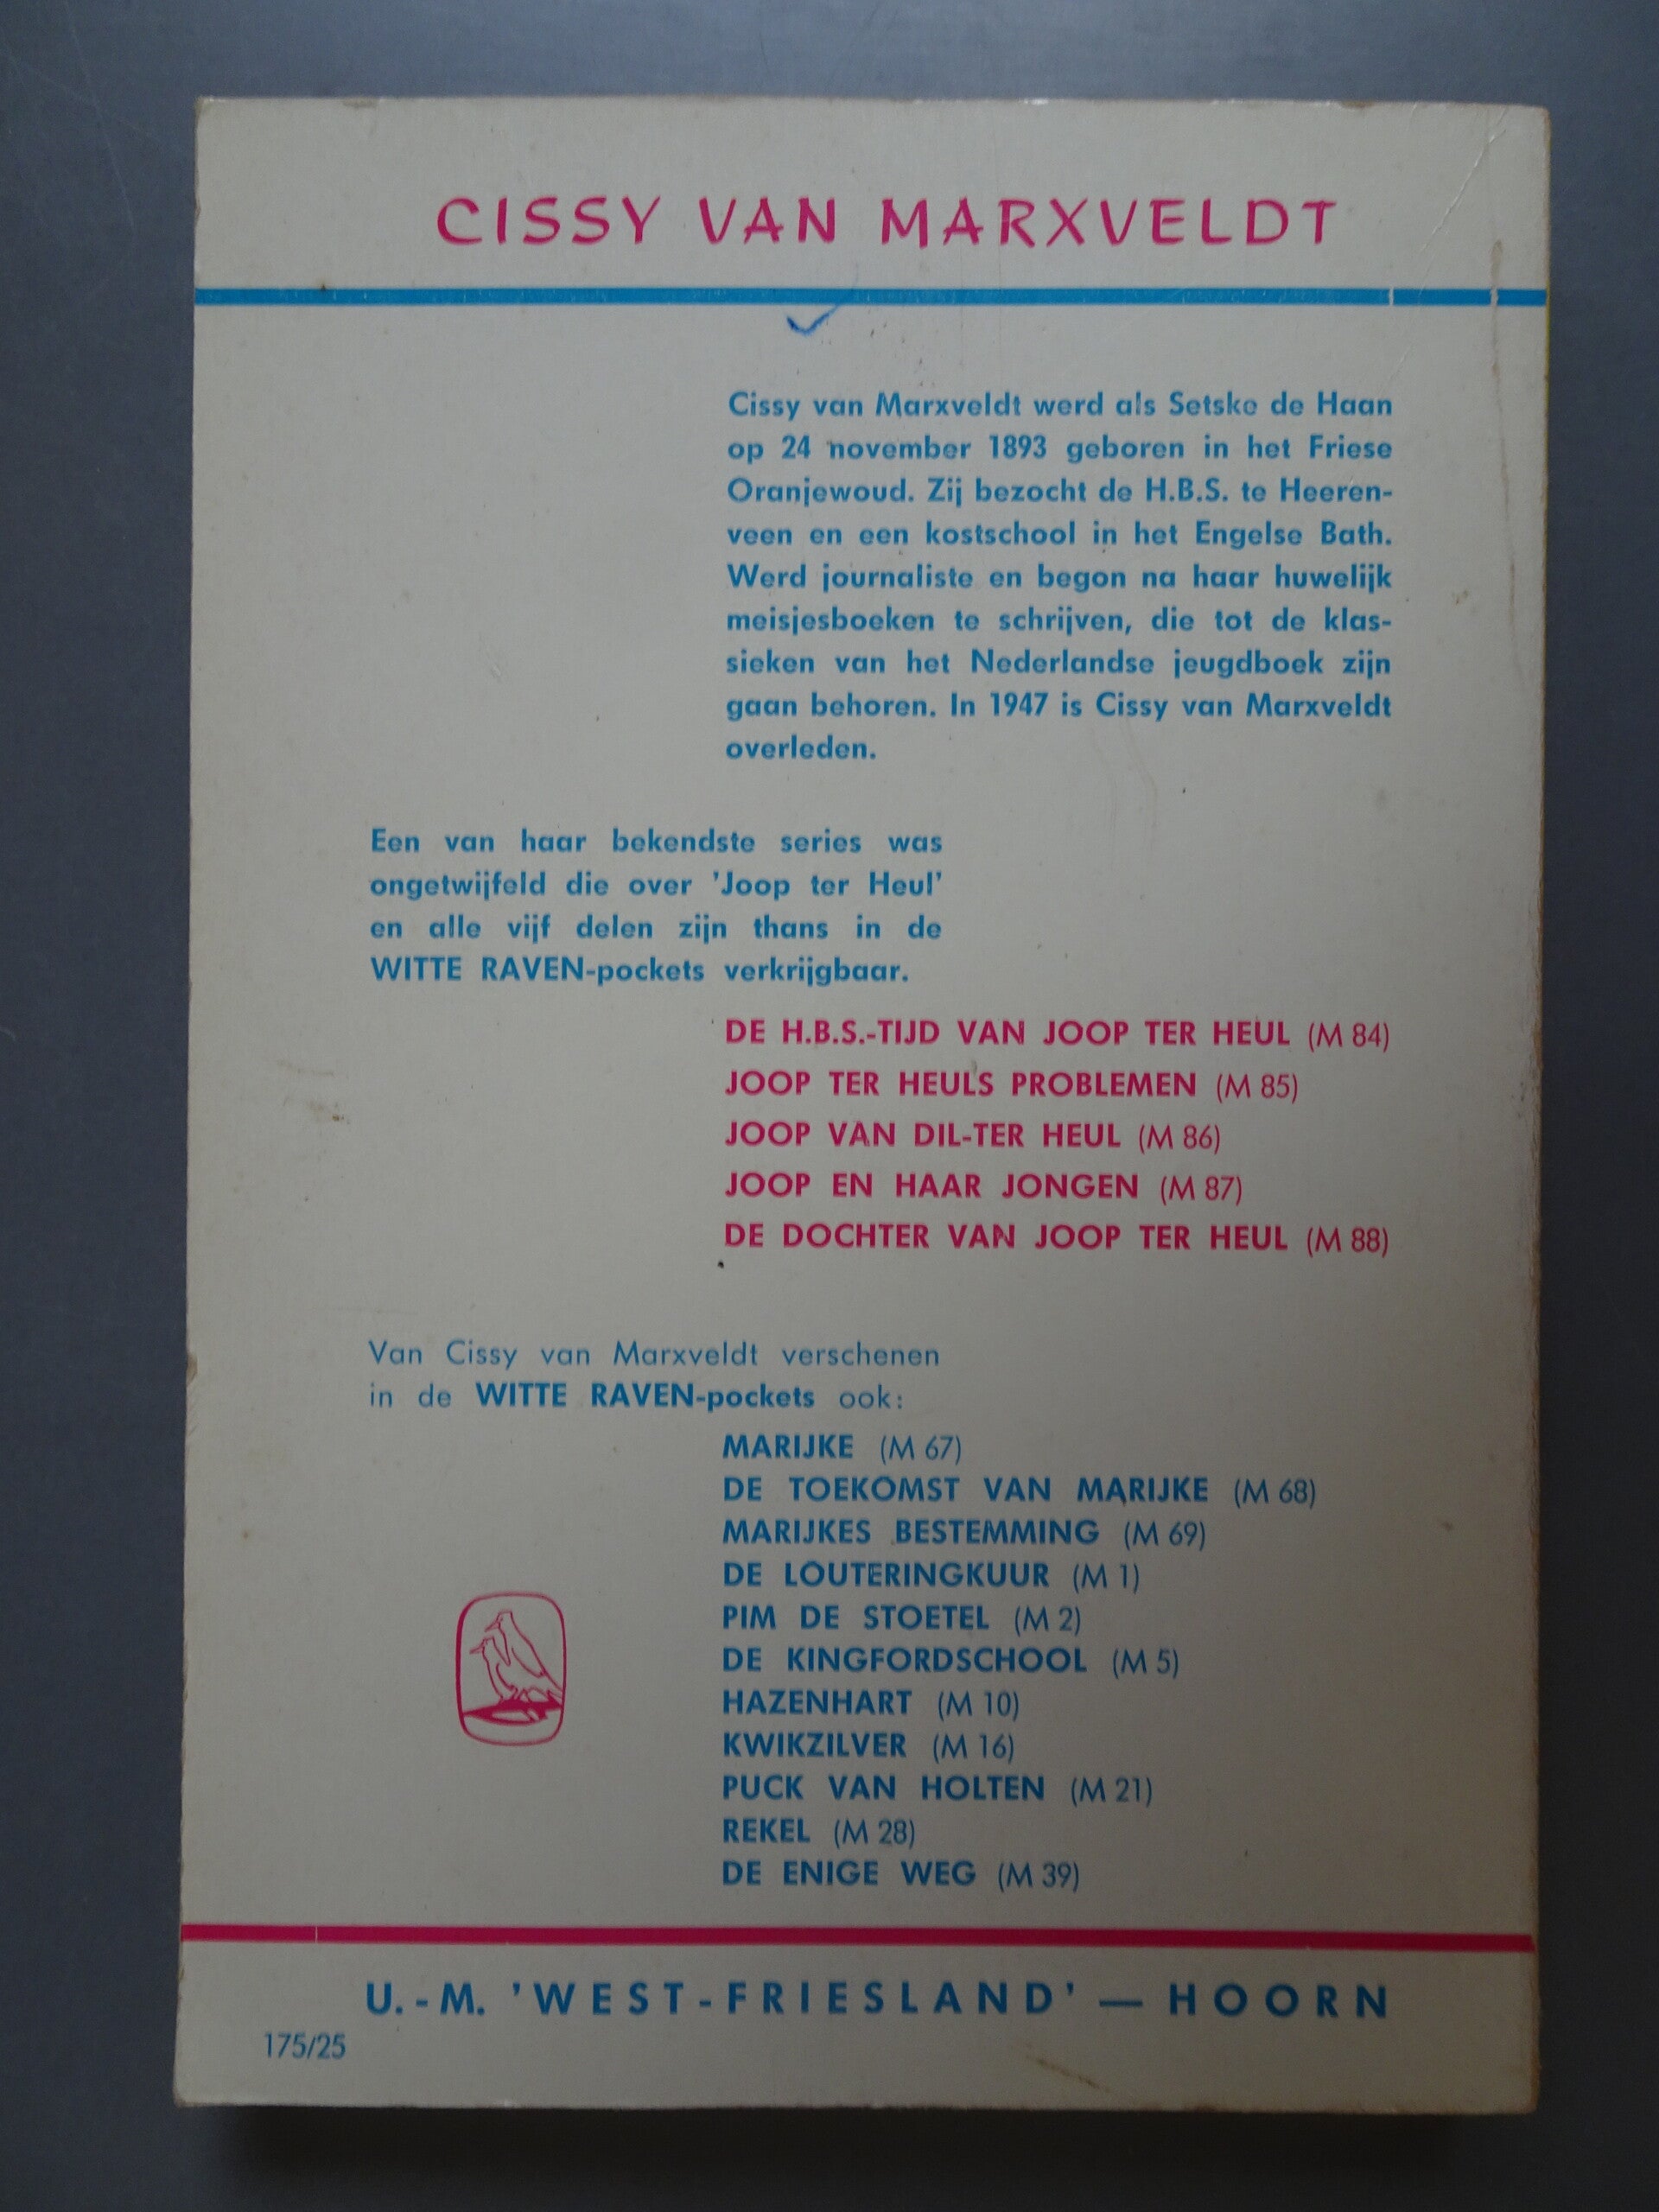 CISSY VAN MARXVELDT
Cissy van Marxveldt werd als Setske de Haan
op 24 november 1893 geboren in het Friese
Oranjewoud. Zij bezocht de H.B.S. te Heeren-
veen en een kostschool in het Engelse Bath.
Werd journaliste en begon na haar huwelijk
meisjesboeken te schrijven, die tot de klas-
sieken van het Nederlandse jeugdboek zijn
gaan behoren. In 1947 is Cissy van Marxveldt
overleden.
Een van haar bekendste series was
ongetwijfeld die over 'Joop ter Heul'
en alle vijf delen zijn thans in de
WITTE RAVEN-pockets verkrijgbaar.
DE H.B.S.-TIJD VAN JOOP TER HEUL (M 84)
JOOP TER HEULS PROBLEMEN (M 85)
JOOP VAN DIL-TER HEUL (M 86)
JOOP EN HAAR JONGEN (M 87)
DE DOCHTER VAN JOOP TER HEUL (M 88)
Van Cissy van Marxveldt verschenen
in de WITTE RAVEN-pockets ook:
MARIJKE (M 67)
DE TOEKOMST VAN MARIJKE (M 68)
MARIJKES BESTEMMING (M 69)
DE LOUTERINGKUUR (M 1)
PIM DE STOETEL (M 2)
DE KINGFORDSCHOOL (M 5)
HAZENHART (M 10)
KWIKZILVER (M 16)
PUCK VAN HOLTEN (M 21)
REKEL (M 28)
DE ENIGE WEG (M 39)
U.-M. 'WEST-FRIESLAND' — HOORN
175/25